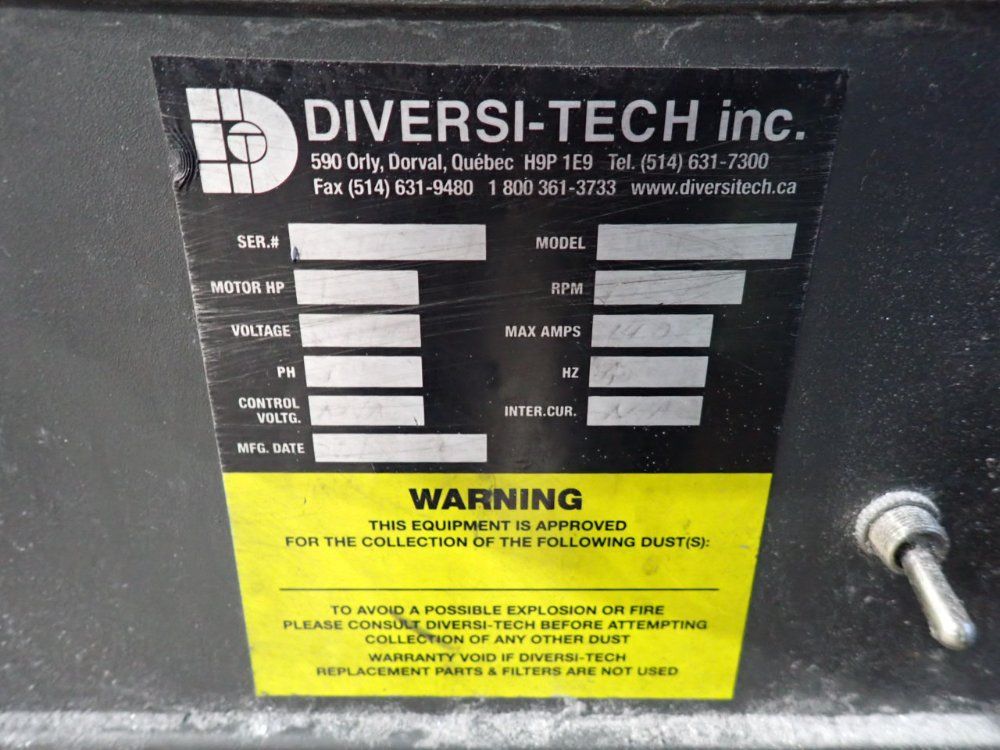 DIVERSI-TECH inc.
590 Orly, Dorval, Québec H9P 1E9 Tel. (514) 631-7300
Fax (514) 631-9480 1 800 361-3733 www.diversitech.ca
SER.# MODEL
MOTOR HP RPM
VOLTAGE MAX AMPS
PH HZ
CONTROL
VOLTG. INTER.CUR.
MFG. DATE
WARNING
THIS EQUIPMENT IS APPROVED
FOR THE COLLECTION OF THE FOLLOWING DUST(S):
TO AVOID A POSSIBLE EXPLOSION OR FIRE
PLEASE CONSULT DIVERSI-TECH BEFORE ATTEMPTING
COLLECTION OF ANY OTHER DUST
WARRANTY VOID IF DIVERSI-TECH
REPLACEMENT PARTS & FILTERS ARE NOT USED